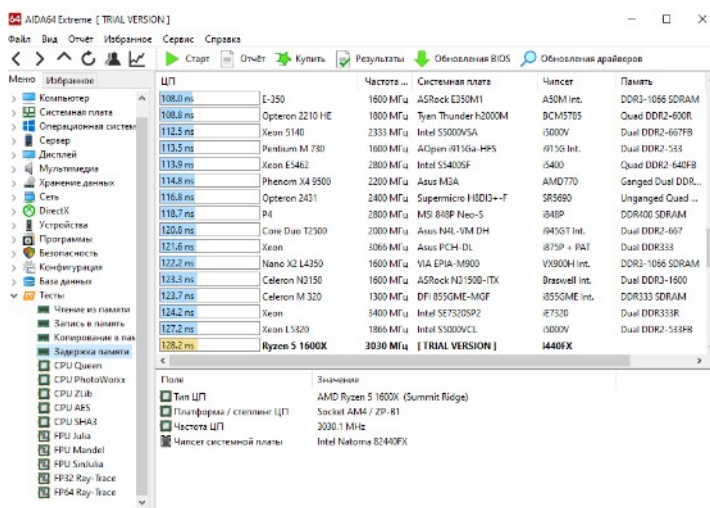 64 AIDA64 Extreme [ TRIAL VERSION ]
Файл Вид Отчёт Избранное Сервис Справка
Старт Отчёт Купить Результаты Обновления BIOS Обновления драйверов
Меню Избранное
Компьютер
Системная плата
Операционная систем
Сервер
Дисплей
Мультимедиа
Хранение данных
Сеть
DirectX
Устройства
Программы
Безопасность
Конфигурация
База данных
Тесты
Чтение из памяти
Запись в память
Копирование в пам
Задержка памяти
CPU Queen
CPU PhotoWorxx
CPU ZLib
CPU AES
CPU SHA3
FPU Julia
FPU Mandel
FPU SinJulia
FP32 Ray-Trace
FP64 Ray-Trace
ЦП Частота ... Системная плата Чипсет Память
108.0 ns E-350 1600 МГц ASRock E350M1 A50M Int. DDR3-1066 SDRAM
108.8 ns Opteron 2210 HE 1800 МГц Tyan Thunder h2000M BCM5785 Quad DDR2-600R
112.5 ns Xeon 5140 2333 МГц Intel S5000VSA i5000V Dual DDR2-667FB
113.5 ns Pentium M 730 1600 МГц AOpen i915Ga-HFS i915G Int. Dual DDR2-533
113.9 ns Xeon E5462 2800 МГц Intel S5400SF i5400 Quad DDR2-640FB
114.8 ns Phenom X4 9500 2200 МГц Asus M3A AMD770 Ganged Dual DDR...
116.8 ns Opteron 2431 2400 МГц Supermicro H8DI3+-F SR5690 Unganged Quad ...
118.7 ns P4 2800 МГц MSI 848P Neo-S i848P DDR400 SDRAM
120.8 ns Core Duo T2500 2000 МГц Asus N4L-VM DH i945GT Int. Dual DDR2-667
121.6 ns Xeon 3066 МГц Asus PCH-DL i875P + PAT Dual DDR333
122.2 ns Nano X2 L4350 1600 МГц VIA EPIA-M900 VX900H Int. DDR3-1066 SDRAM
123.3 ns Celeron N3150 1600 МГц ASRock N3150B-ITX Braswell Int. Dual DDR3-1600
123.7 ns Celeron M 320 1300 МГц DFI 855GME-MGF i855GME Int. DDR333 SDRAM
124.2 ns Xeon 3400 МГц Intel SE7320SP2 iE7320 Dual DDR333R
127.2 ns Xeon L5320 1866 МГц Intel S5000VCL i5000V Dual DDR2-533FB
128.2 ns Ryzen 5 1600X 3030 МГц [ TRIAL VERSION ] i440FX
Поле Значение
Тип ЦП AMD Ryzen 5 1600X (Summit Ridge)
Платформа / степпинг ЦП Socket AM4 / ZP-B1
Частота ЦП 3030.1 MHz
Чипсет системной платы Intel Natoma 82440FX